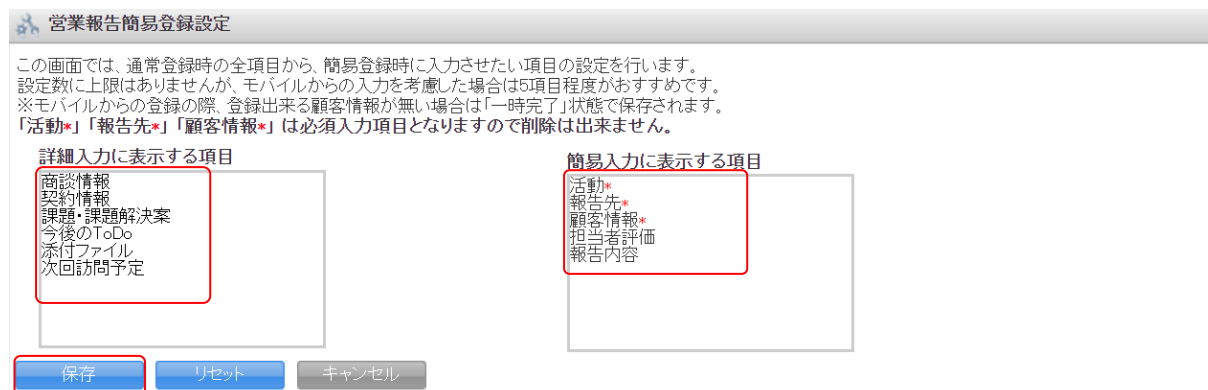 営業報告簡易登録設定
この画面では、通常登録時の全項目から、簡易登録時に入力させたい項目の設定を行います。
設定数に上限はありませんが、モバイルからの入力を考慮した場合は5項目程度がおすすめです。
※モバイルからの登録の際、登録出来る顧客情報が無い場合は「一時完了」状態で保存されます。
「活動*」「報告先*」「顧客情報*」は必須入力項目となりますので削除は出来ません。
詳細入力に表示する項目
商談情報
契約情報
課題・課題解決案
今後のToDo
添付ファイル
次回訪問予定
簡易入力に表示する項目
活動*
報告先*
顧客情報*
担当者評価
報告内容
保存
リセット
キャンセル